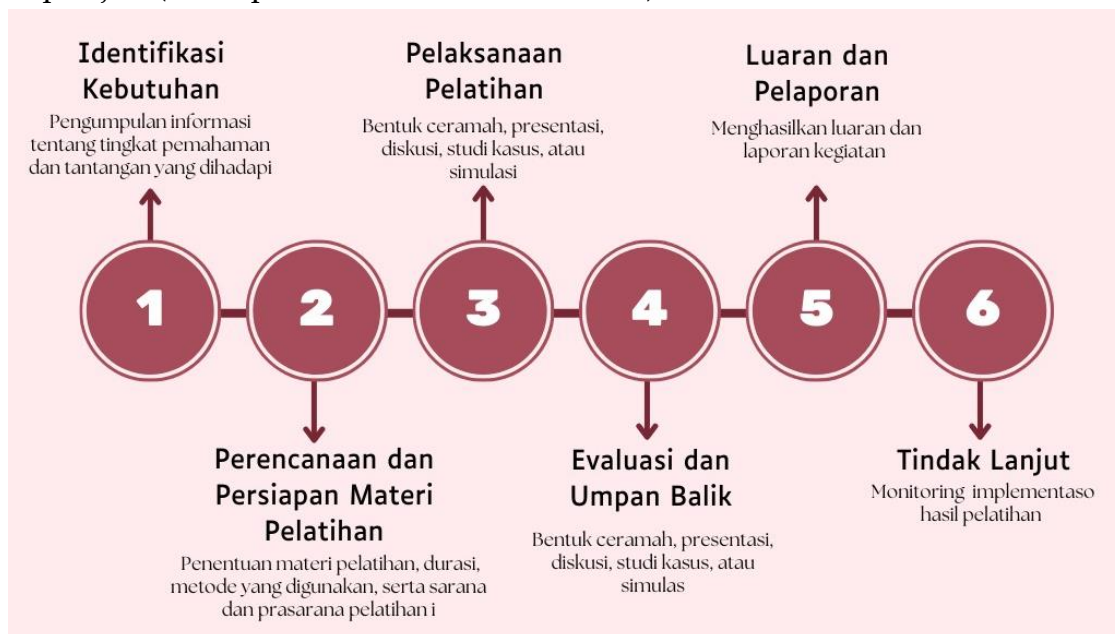 Identifikasi
Kebutuhan
Pengumpulan informasi
tentang tingkat pemahaman
dan tantangan yang dihadapi
Pelaksanaan
Pelatihan
Bentuk ceramah, presentasi,
diskusi, studi kasus, atau
simulasi
Luaran dan
Pelaporan
Menghasilkan luaran dan
laporan kegiatan
1
2
3
4
5
6
Perencanaan dan
Persiapan Materi
Pelatihan
Penentuan materi pelatihan, durasi,
metode yang digunakan, serta sarana
dan prasarana pelatihan i
Evaluasi dan
Umpan Balik
Bentuk ceramah, presentasi,
diskusi, studi kasus, atau
simulas
Tindak Lanjut
Monitoring implementaso
hasil pelatihan